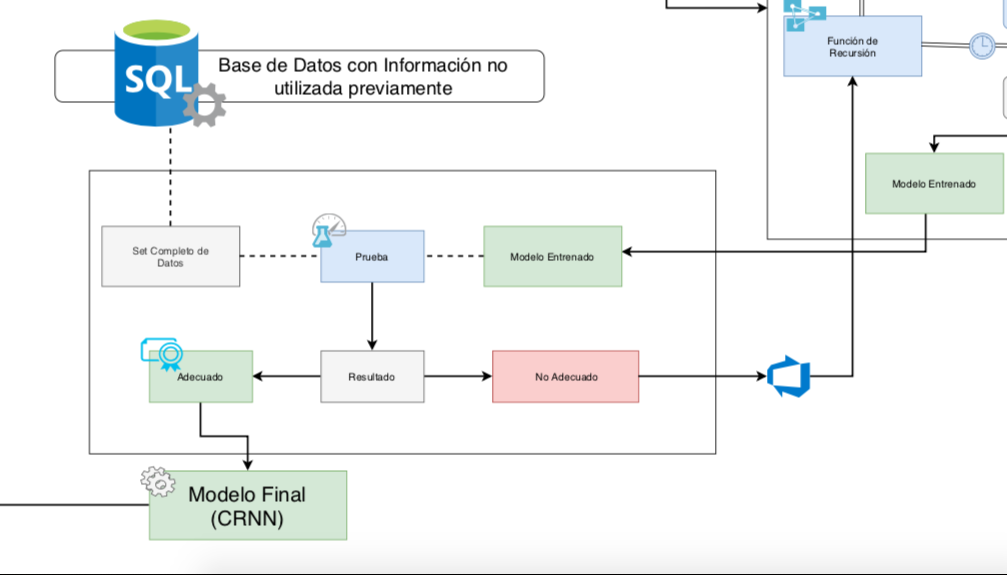 Función de
Recursión
SQL
Base de Datos con Información no
utilizada previamente
Modelo Entrenado
Set Completo de
Datos
Prueba
Modelo Entrenado
Adecuado
Resultado
No Adecuado
Modelo Final
(CRNN)